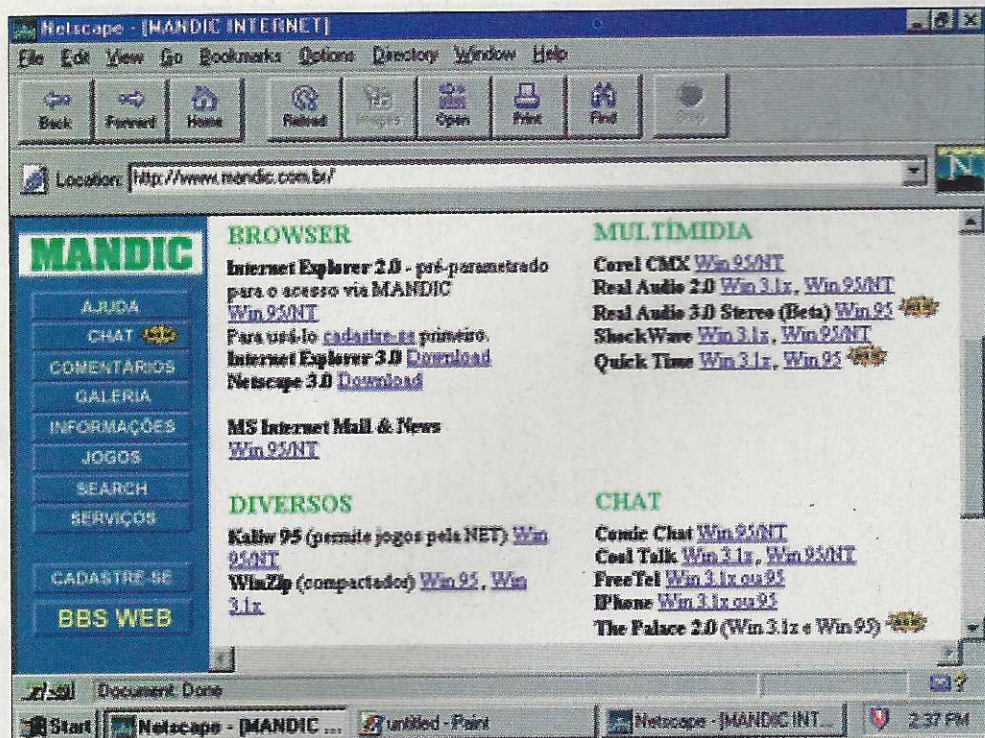 Netscape - [MANDIC INTERNET]
File Edit View Go Bookmarks Options Directory Window Help
Back Forward Home Reload Images Open Print Find Stop
Location: http://www.mandic.com.br/
N
MANDIC
AJUDA
CHAT
COMENTÁRIOS
GALERIA
INFORMAÇÕES
JOGOS
SEARCH
SERVIÇOS
CADASTRE-SE
BBS WEB
BROWSER
Internet Explorer 2.0 - pré-parametrado
para o acesso via MANDIC
Win 95/NT
Para usá-lo cadastre-se primeiro.
Internet Explorer 3.0 Download
Netscape 3.0 Download
MS Internet Mail & News
Win 95/NT
MULTÍMIDIA
Corel CMX Win 95/NT
Real Audio 2.0 Win 3.1x, Win 95/NT
Real Audio 3.0 Stereo (Beta) Win 95
ShockWave Win 3.1x, Win 95/NT
Quick Time Win 3.1x, Win 95
DIVERSOS
Kaliw 95 (permite jogos pela NET) Win
95/NT
WinZip (compactador) Win 95, Win
3.1x
CHAT
Comic Chat Win 95/NT
Cool Talk Win 3.1x, Win 95/NT
FreeTel Win 3.1x ou 95
IPhone Win 3.1x ou 95
The Palace 2.0 (Win 3.1x e Win 95)
Document: Done
Start Netscape - [MANDIC ... untitled - Paint Netscape - [MANDIC INT... 2:37 PM